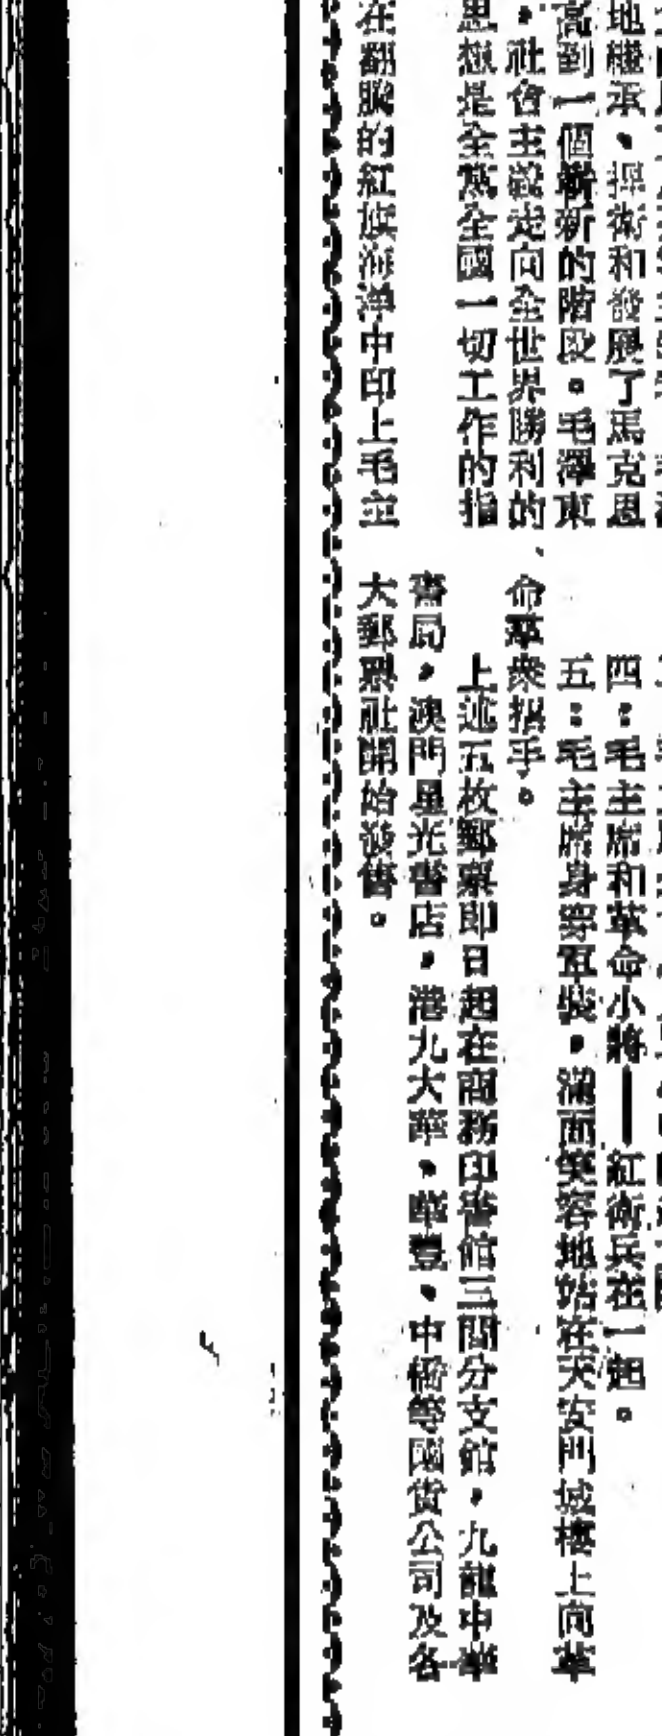 地繼承、捍衛和發展了馬克思
高到一個嶄新的階段。毛澤東
，社會主義走向全世界勝利的
思想是全黨全國一切工作的指
在翻騰的紅旗海洋中印上毛主
四：毛主席和革命小將——紅衛兵在一起。
五：毛主席身穿軍裝，滿面笑容地站在天安門城樓上向革
命羣衆招手。
上述五枚郵票即日起在商務印書館三間分支館，九龍中華
書局，澳門星光書店，港九大華、華豐、中僑等國貨公司及各
大郵票社開始發售。